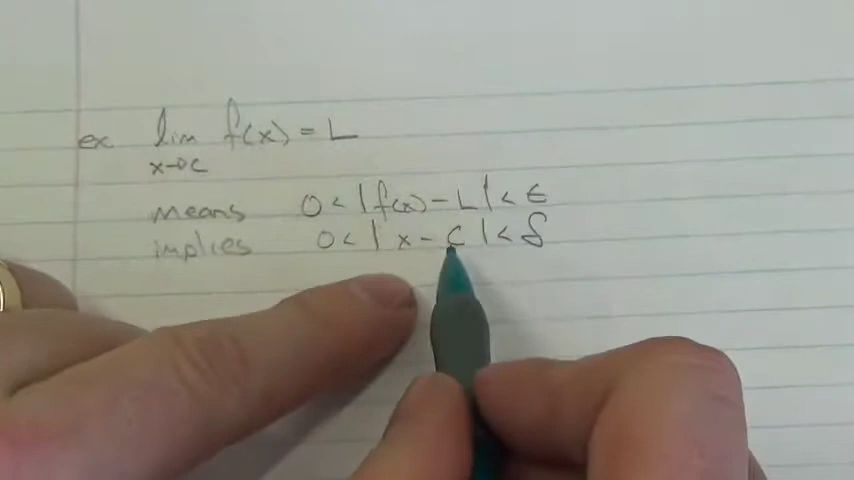 ex lim f(x) = L
x→c
means 0 < |f(x) - L| < ε
implies 0 < | x - c | < δ